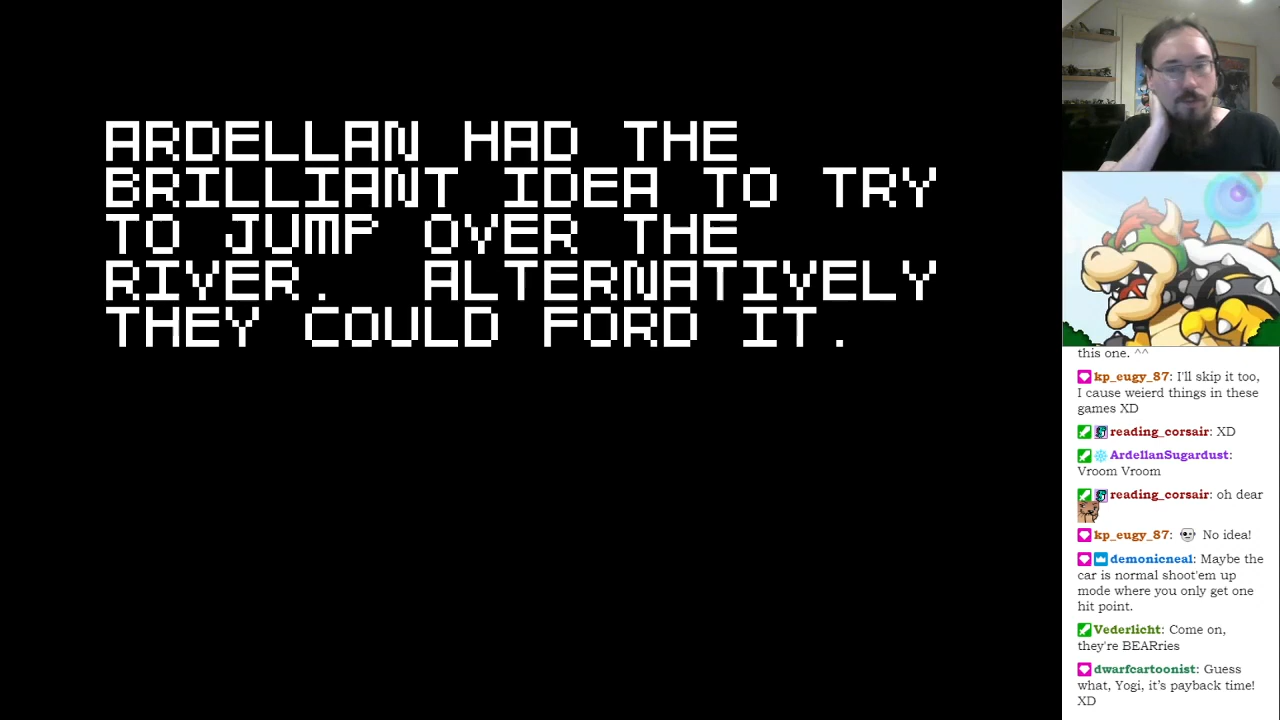 ARDELLAN HAD THE
BRILLIANT IDEA TO TRY
TO JUMP OVER THE
RIVER. ALTERNATIVELY
THEY COULD FORD IT.
this one. ^^
kp_eugy_87: I'll skip it too,
I cause weierd things in these
games XD
reading_corsair: XD
ArdellanSugardust:
Vroom Vroom
reading_corsair: oh dear
kp_eugy_87: No idea!
demonicneal: Maybe the
car is normal shoot'em up
mode where you only get one
hit point.
Vederlicht: Come on,
they're BEARries
dwarfcartoonist: Guess
what, Yogi, it's payback time!
XD